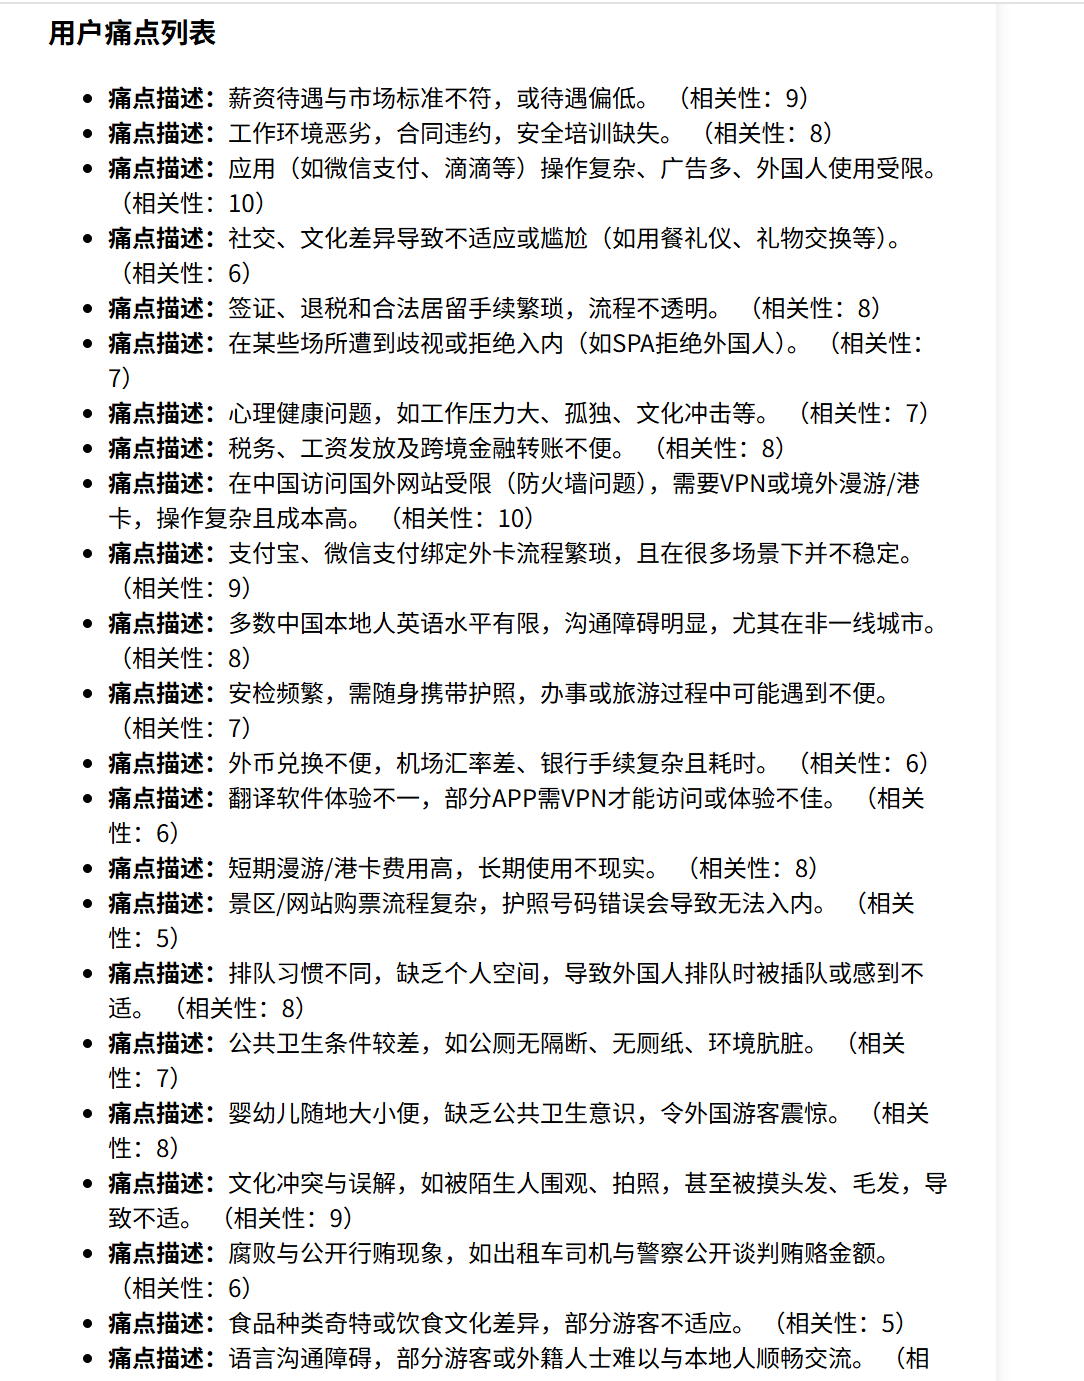 用户痛点列表
痛点描述：薪资待遇与市场标准不符，或待遇偏低。 （相关性：9）
痛点描述：工作环境恶劣，合同违约，安全培训缺失。 （相关性：8）
痛点描述：应用（如微信支付、滴滴等）操作复杂、广告多、外国人使用受限。
（相关性：10）
痛点描述：社交、文化差异导致不适应或尴尬（如用餐礼仪、礼物交换等）。
（相关性：6）
痛点描述：签证、退税和合法居留手续繁琐，流程不透明。 （相关性：8）
痛点描述：在某些场所遭到歧视或拒绝入内（如SPA拒绝外国人）。 （相关性：
7）
痛点描述：心理健康问题，如工作压力大、孤独、文化冲击等。 （相关性：7）
痛点描述：税务、工资发放及跨境金融转账不便。 （相关性：8）
痛点描述：在中国访问国外网站受限（防火墙问题），需要VPN或境外漫游/港
卡，操作复杂且成本高。 （相关性：10）
痛点描述：支付宝、微信支付绑定外卡流程繁琐，且在很多场景下并不稳定。
（相关性：9）
痛点描述：多数中国本地人英语水平有限，沟通障碍明显，尤其在非一线城市。
（相关性：8）
痛点描述：安检频繁，需随身携带护照，办事或旅游过程中可能遇到不便。
（相关性：7）
痛点描述：外币兑换不便，机场汇率差、银行手续复杂且耗时。 （相关性：6）
痛点描述：翻译软件体验不一，部分APP需VPN才能访问或体验不佳。 （相关
性：6）
痛点描述：短期漫游/港卡费用高，长期使用不现实。 （相关性：8）
痛点描述：景区/网站购票流程复杂，护照号码错误会导致无法入内。 （相关
性：5）
痛点描述：排队习惯不同，缺乏个人空间，导致外国人排队时被插队或感到不
适。 （相关性：8）
痛点描述：公共卫生条件较差，如公厕无隔断、无厕纸、环境肮脏。 （相关
性：7）
痛点描述：婴幼儿随地大小便，缺乏公共卫生意识，令外国游客震惊。 （相关
性：8）
痛点描述：文化冲突与误解，如被陌生人围观、拍照，甚至被摸头发、毛发，导
致不适。 （相关性：9）
痛点描述：腐败与公开行贿现象，如出租车司机与警察公开谈判贿赂金额。
（相关性：6）
痛点描述：食品种类奇特或饮食文化差异，部分游客不适应。 （相关性：5）
痛点描述：语言沟通障碍，部分游客或外籍人士难以与本地人顺畅交流。 （相